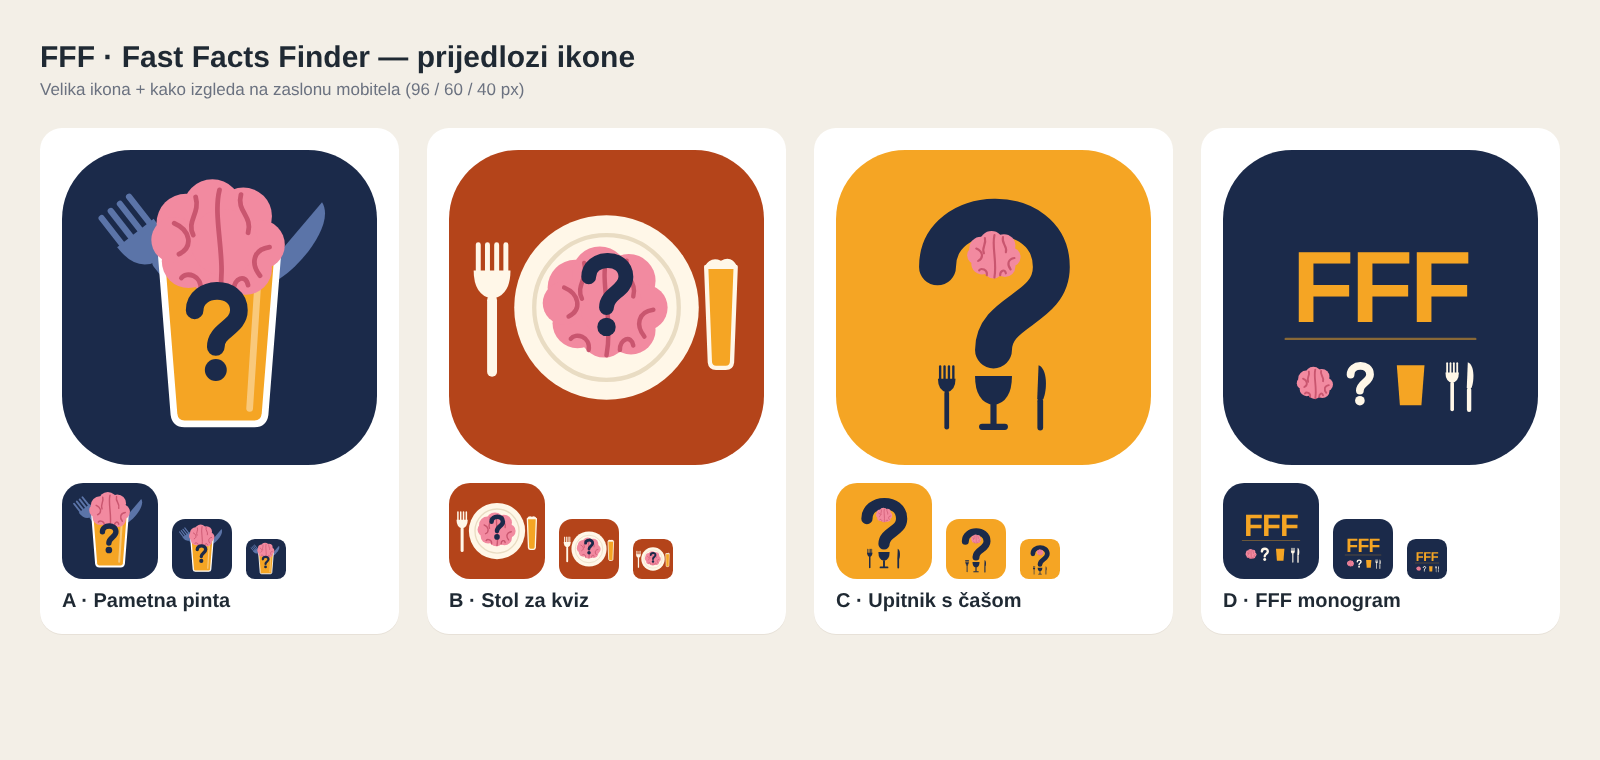 FFF · Fast Facts Finder — prijedlozi ikone
Velika ikona + kako izgleda na zaslonu mobitela (96 / 60 / 40 px)
?
?
?
FFF
?
?
?
?
A · Pametna pinta
?
?
?
B · Stol za kviz
?
?
?
C · Upitnik s čašom
FFF
?
FFF
?
FFF
?
D · FFF monogram